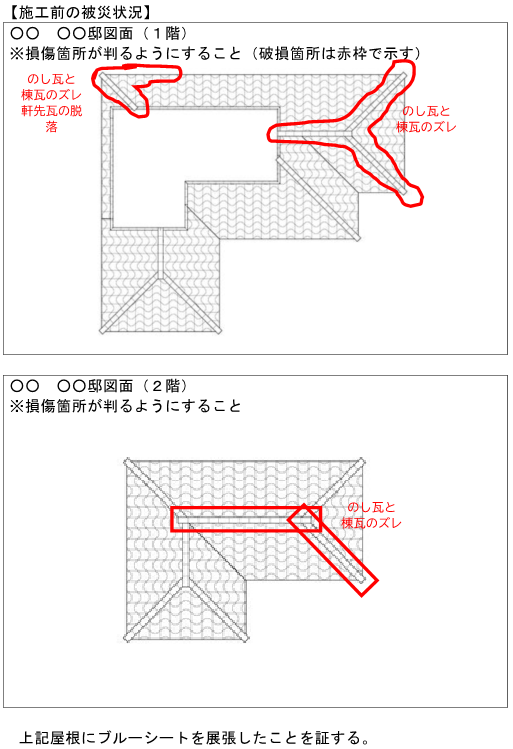 【施工前の被災状況】
〇〇　〇〇邸図面（１階）
※損傷箇所が判るようにすること（破損箇所は赤枠で示す）
のし瓦と
棟瓦のズレ
軒先瓦の脱
落
のし瓦と
棟瓦のズレ
〇〇　〇〇邸図面（２階）
※損傷箇所が判るようにすること
のし瓦と
棟瓦のズレ
上記屋根にブルーシートを展張したことを証する。